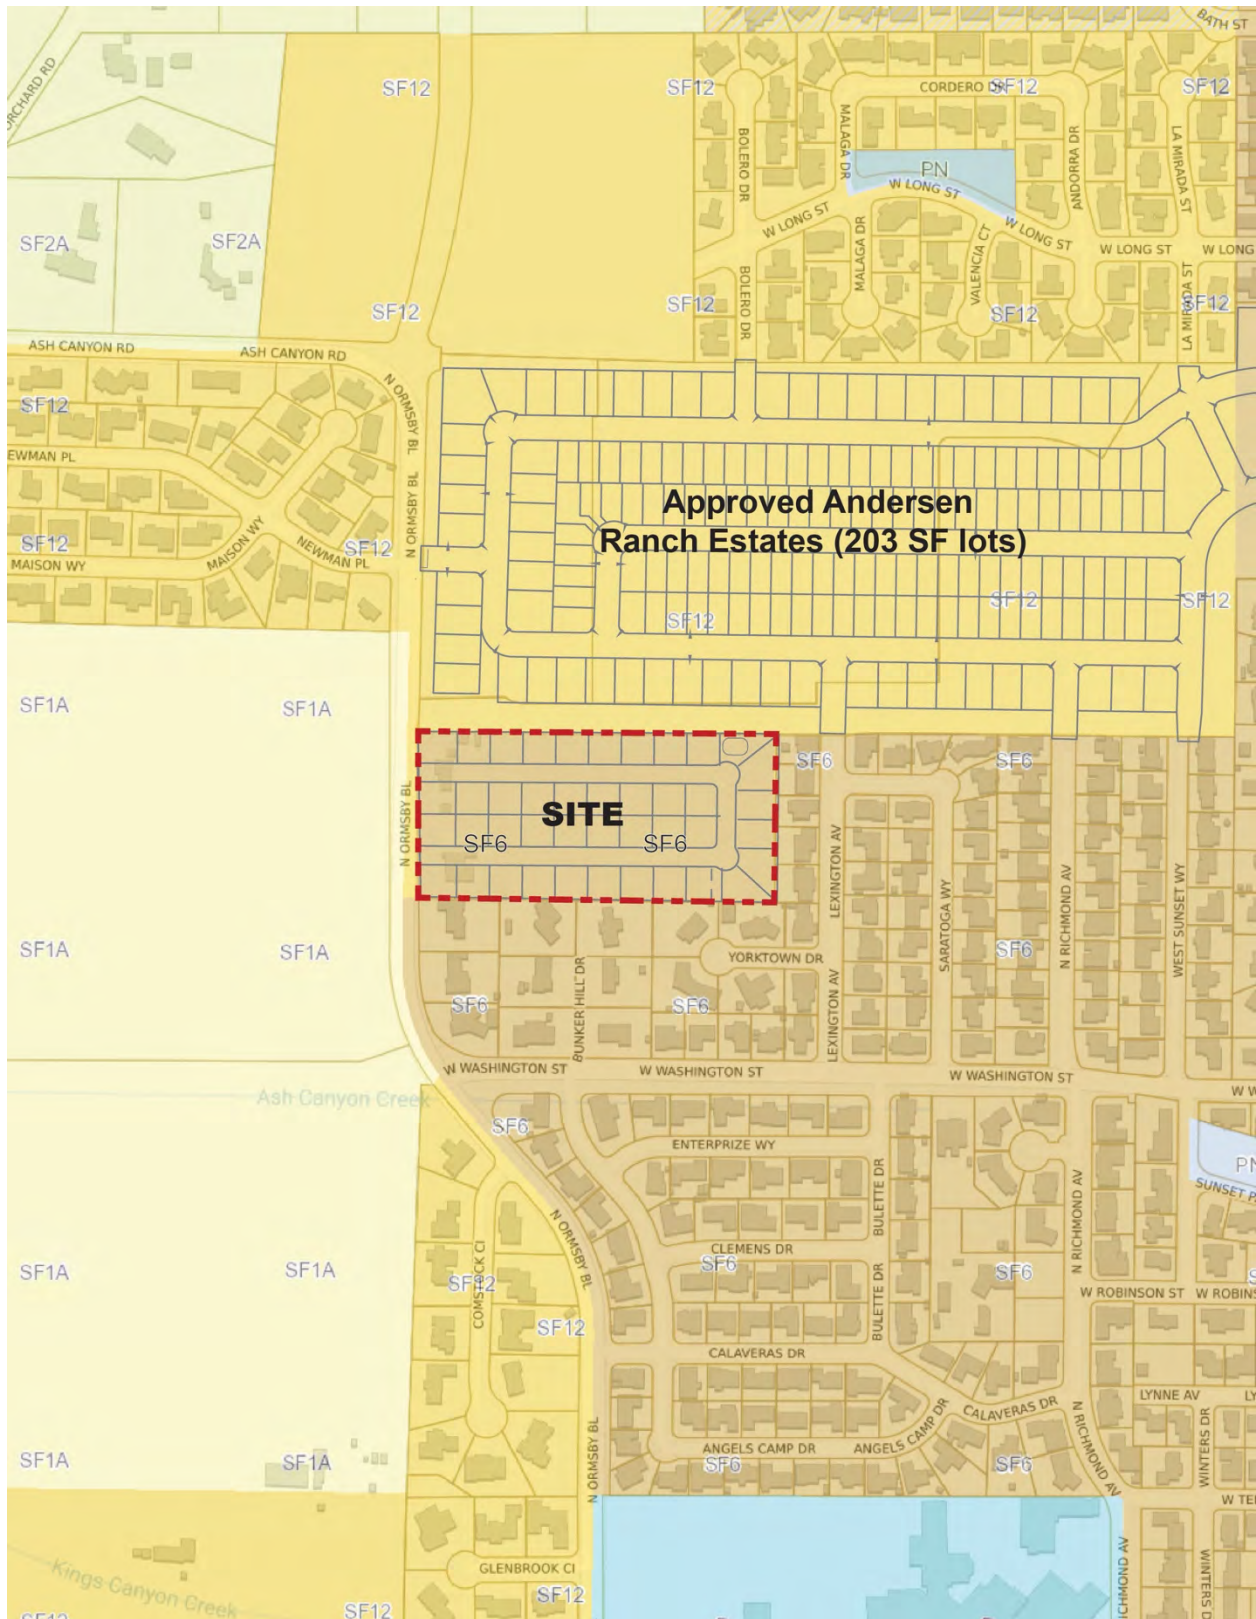 BATH ST
ORCHARD RD
SF12
SF12
CORDERO DR
SF12
SF12
BOLERO DR
MALAGA DR
ANDORRA DR
LA MIRADA ST
PN
W LONG ST
W LONG ST
W LONG ST
W LONG ST
W LONG
SF2A
SF2A
MALAGA DR
VALENCIA CT
BOLERO DR
LA MIRADA ST
SF12
SF12
SF12
SF12
ASH CANYON RD
ASH CANYON RD
N ORMSBY BL
SF12
EWMAN PL
N ORMSBY BL
Approved Andersen
Ranch Estates (203 SF lots)
MAISON WY
NEWMAN PL
SF12
SF12
MAISON WY
SF12
SF12
SF12
SF1A
SF1A
SF6
SF6
N ORMSBY BL
SITE
SF6
SF6
LEXINGTON AV
SARATOGA WY
N RICHMOND AV
WEST SUNSET WY
SF1A
SF1A
YORKTOWN DR
SF6
BUNKER HILL DR
SF6
SF6
LEXINGTON AV
W WASHINGTON ST
W WASHINGTON ST
W WASHINGTON ST
W W
Ash Canyon Creek
SF6
ENTERPRIZE WY
BULETTE DR
N RICHMOND AV
PN
SUNSET P
N ORMSBY BL
CLEMENS DR
SF6
SF1A
SF1A
COMSTOCK CI
SF12
SF6
BULETTE DR
W ROBINSON ST
W ROBINS
SF12
CALAVERAS DR
LYNNE AV
LY
CALAVERAS DR
N RICHMOND AV
WINTERS DR
N ORMSBY BL
ANGELS CAMP DR
ANGELS CAMP DR
SF1A
SF1A
SF6
SF6
W TE
GLENBROOK CI
Kings Canyon Creek
SF12
SF12
SF12
CHMOND AV
WINTERS